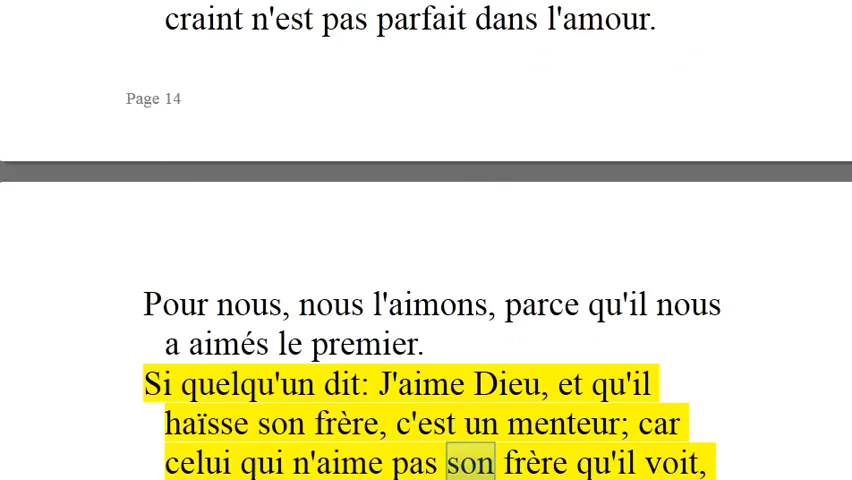 craint n'est pas parfait dans l'amour.
Page 14
Pour nous, nous l'aimons, parce qu'il nous
a aimés le premier.
Si quelqu'un dit: J'aime Dieu, et qu'il
haïsse son frère, c'est un menteur; car
celui qui n'aime pas son frère qu'il voit,